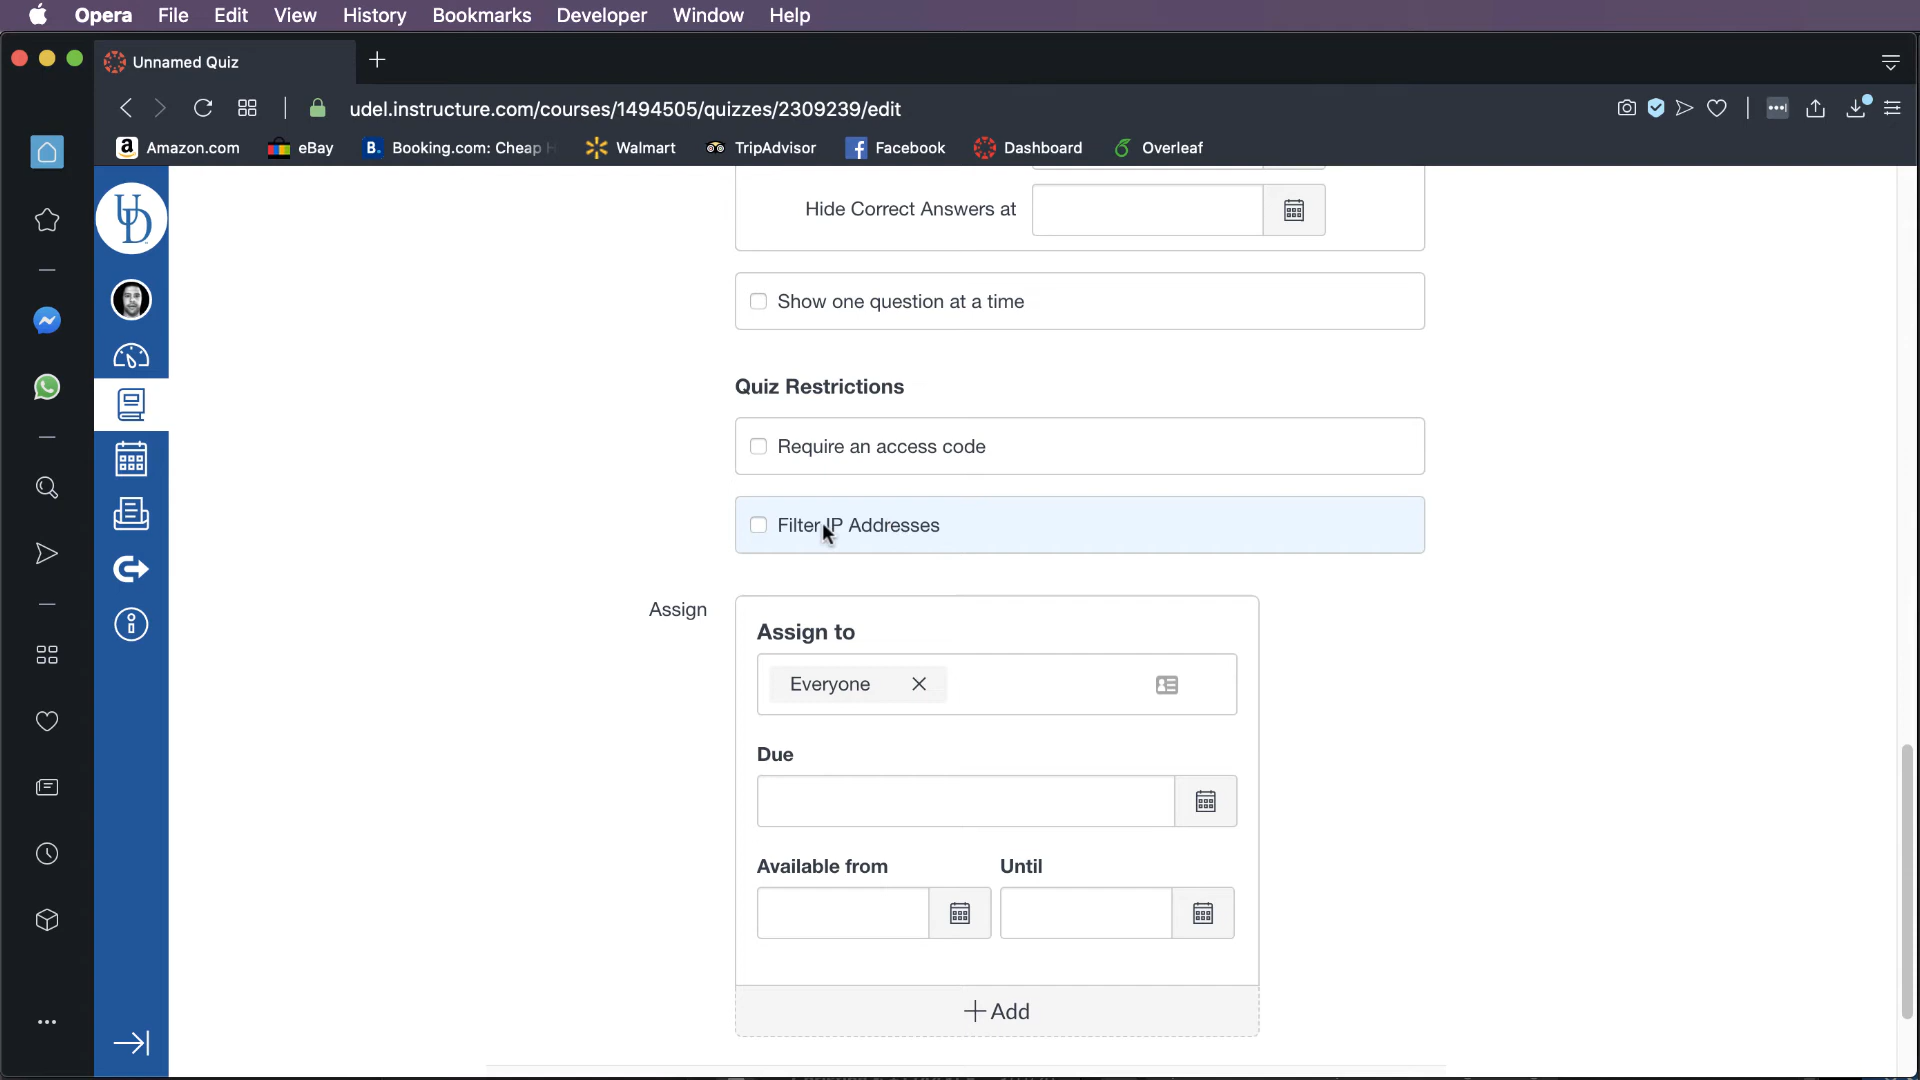 Opera File Edit View History Bookmarks Developer Window Help
Unnamed Quiz
udel.instructure.com/courses/1494505/quizzes/2309239/edit
Amazon.com eBay Booking.com: Cheap Walmart TripAdvisor Facebook Dashboard Overleaf
UD
Hide Correct Answers at
Show one question at a time
Quiz Restrictions
Require an access code
Filter IP Addresses
Assign
Assign to
Everyone
Due
Available from Until
Add